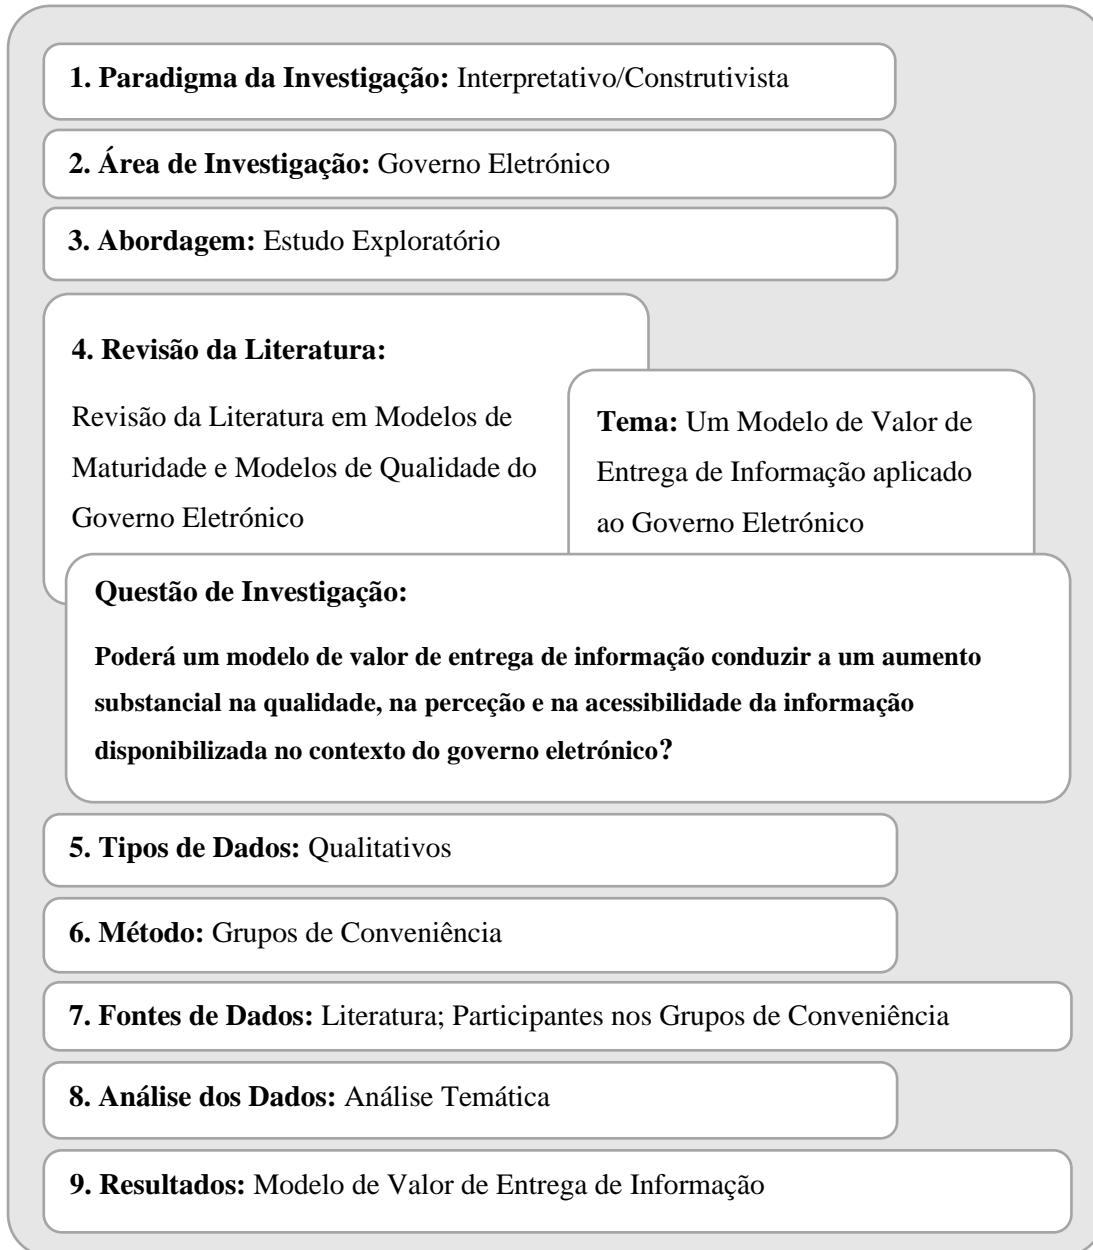 1. Paradigma da Investigação: Interpretativo/Construtivista
2. Área de Investigação: Governo Eletrónico
3. Abordagem: Estudo Exploratório
4. Revisão da Literatura:
Revisão da Literatura em Modelos de
Maturidade e Modelos de Qualidade do
Governo Eletrónico
Tema: Um Modelo de Valor de
Entrega de Informação aplicado
ao Governo Eletrónico
Questão de Investigação:
Poderá um modelo de valor de entrega de informação conduzir a um aumento
substancial na qualidade, na perceção e na acessibilidade da informação
disponibilizada no contexto do governo eletrónico?
5. Tipos de Dados: Qualitativos
6. Método: Grupos de Conveniência
7. Fontes de Dados: Literatura; Participantes nos Grupos de Conveniência
8. Análise dos Dados: Análise Temática
9. Resultados: Modelo de Valor de Entrega de Informação